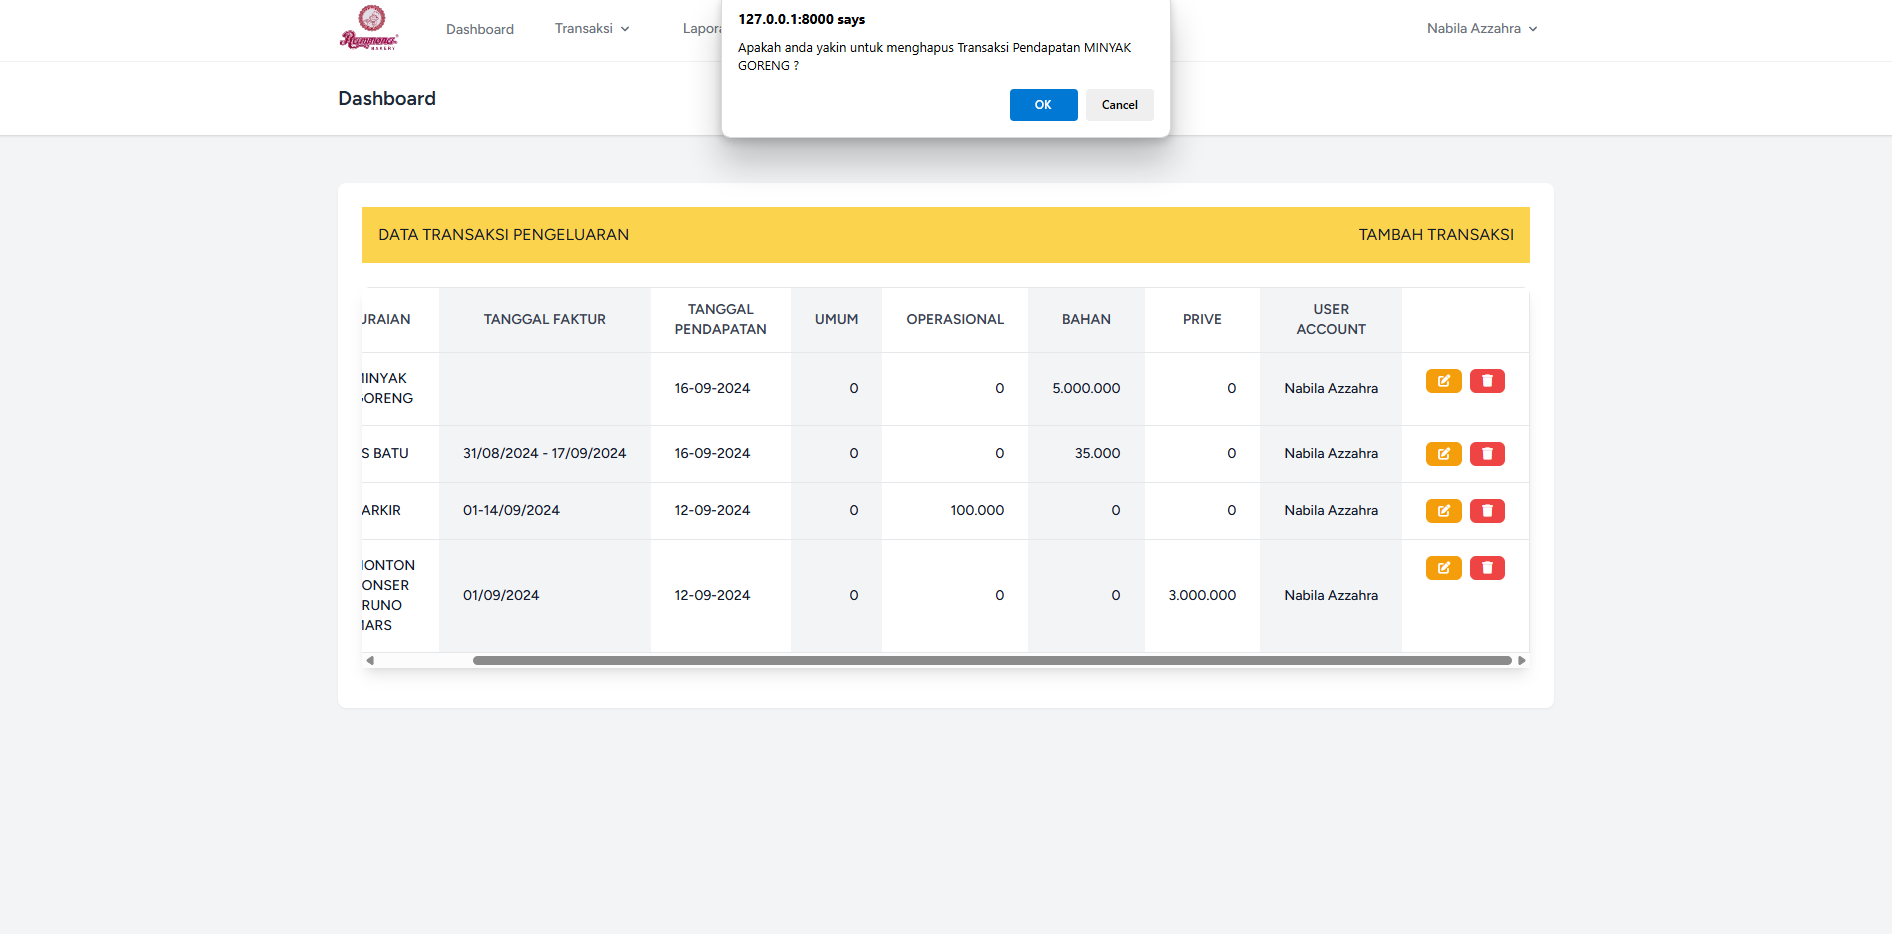 Rammona
BAKERY
Dashboard
Transaksi
Lapora
Nabila Azzahra
127.0.0.1:8000 says
Apakah anda yakin untuk menghapus Transaksi Pendapatan MINYAK
GORENG ?
OK
Cancel
Dashboard
DATA TRANSAKSI PENGELUARAN
TAMBAH TRANSAKSI
URAIAN
TANGGAL FAKTUR
TANGGAL
PENDAPATAN
UMUM
OPERASIONAL
BAHAN
PRIVE
USER
ACCOUNT
MINYAK
GORENG
16-09-2024
0
0
5.000.000
0
Nabila Azzahra
S BATU
31/08/2024 - 17/09/2024
16-09-2024
0
0
35.000
0
Nabila Azzahra
ARKIR
01-14/09/2024
12-09-2024
0
100.000
0
0
Nabila Azzahra
IONTON
ONSER
RUNO
IARS
01/09/2024
12-09-2024
0
0
0
3.000.000
Nabila Azzahra